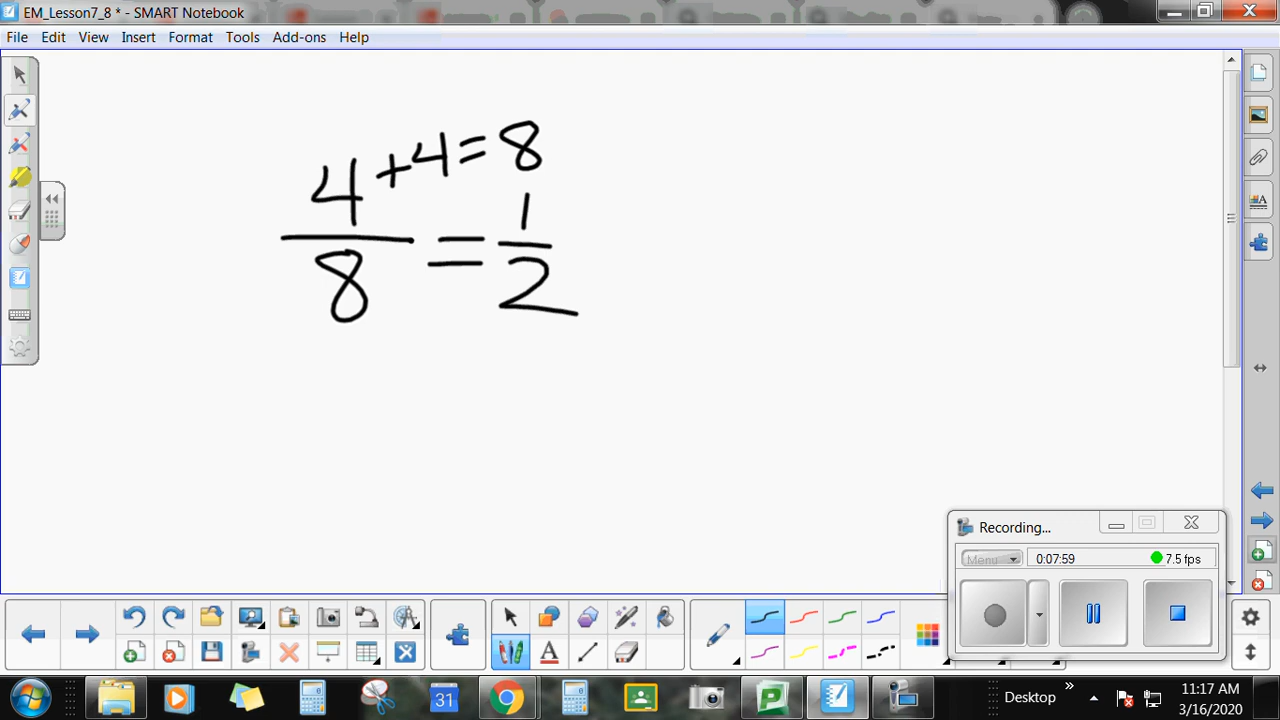 EM_Lesson7_8 * - SMART Notebook
File Edit View Insert Format Tools Add-ons Help
4 + 4 = 8
4/8 = 1/2
Recording...
Menu 0:07:59 7.5 fps
31
Desktop » 11:17 AM
3/16/2020